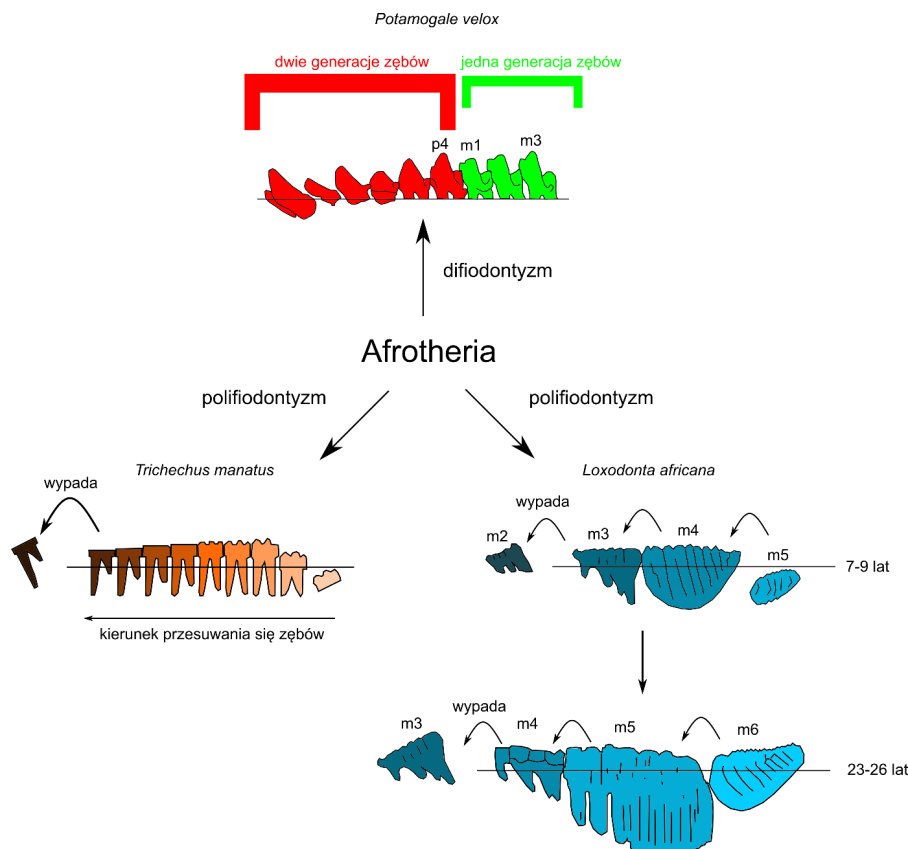 Potamogale velox
dwie generacje zębów
jedna generacja zębów
p4
m1
m3
difiodontyzm
Afrotheria
polifiodontyzm
polifiodontyzm
Trichechus manatus
wypada
kierunek przesuwania się zębów
Loxodonta africana
wypada
m2
m3
m4
m5
7-9 lat
m3
wypada
m4
m5
m6
23-26 lat